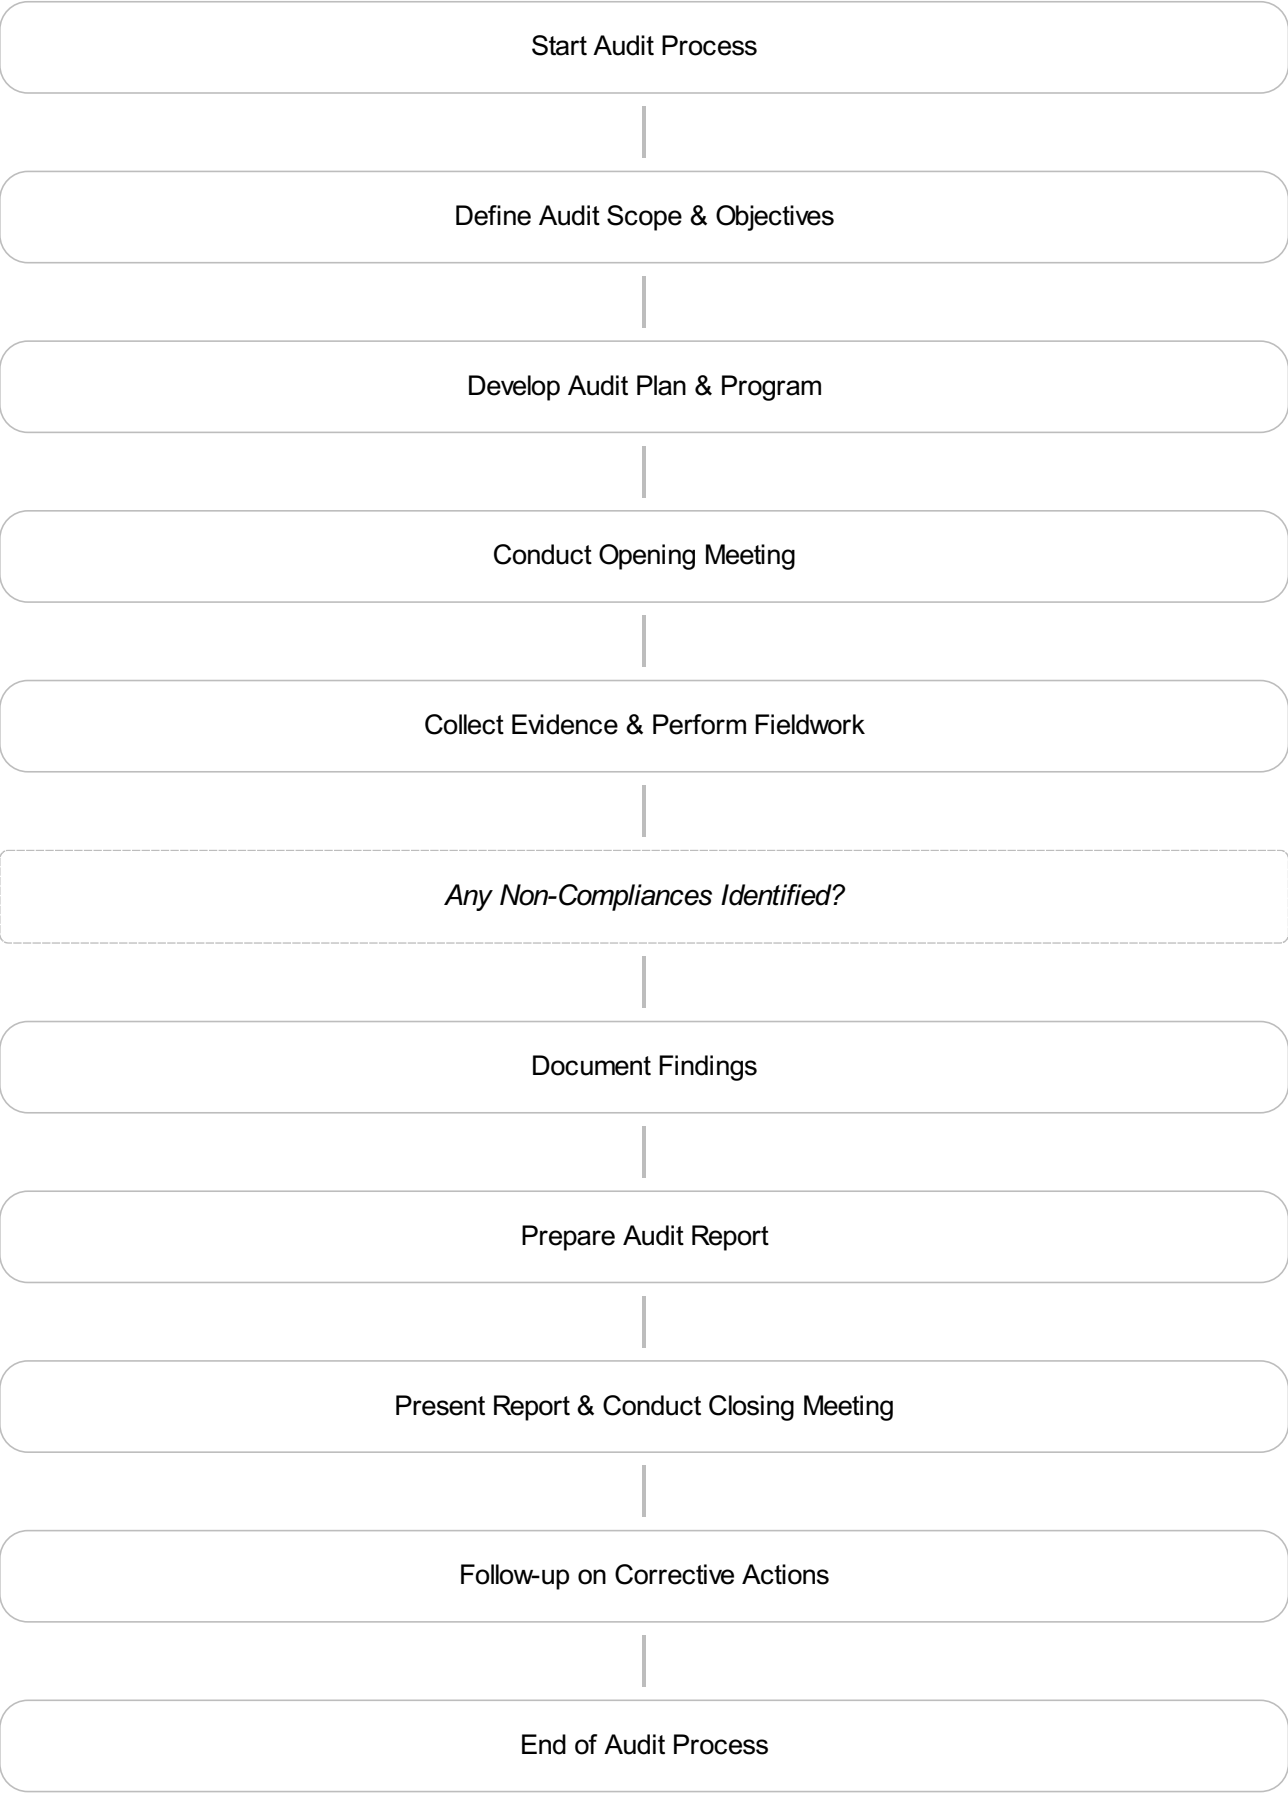 Start Audit Process
Define Audit Scope & Objectives
Develop Audit Plan & Program
Conduct Opening Meeting
Collect Evidence & Perform Fieldwork
Any Non-Compliances Identified?
Document Findings
Prepare Audit Report
Present Report & Conduct Closing Meeting
Follow-up on Corrective Actions
End of Audit Process